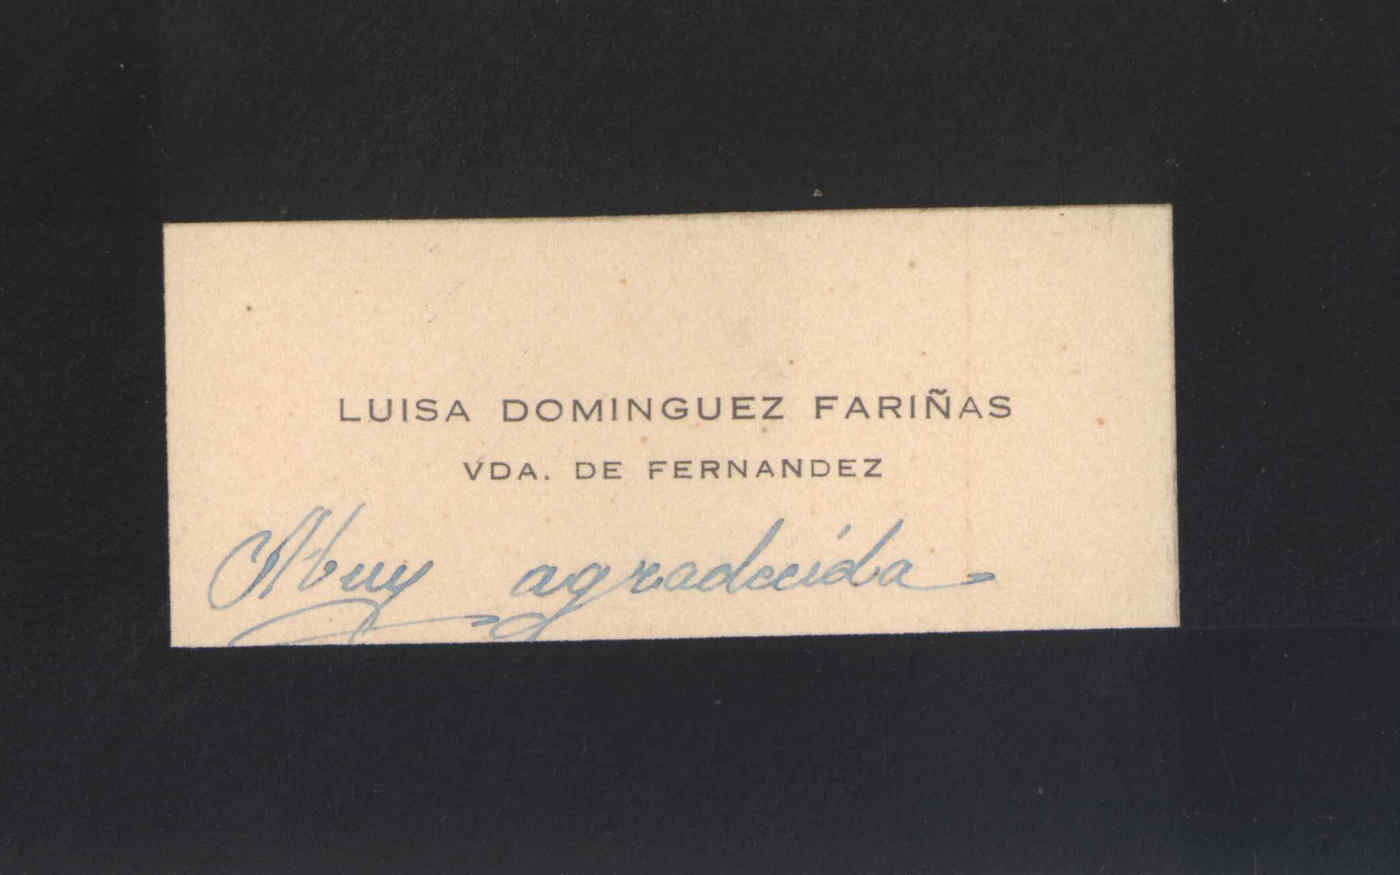 LUISA DOMINGUEZ FARIÑAS
VDA. DE FERNANDEZ
Muy agradecida